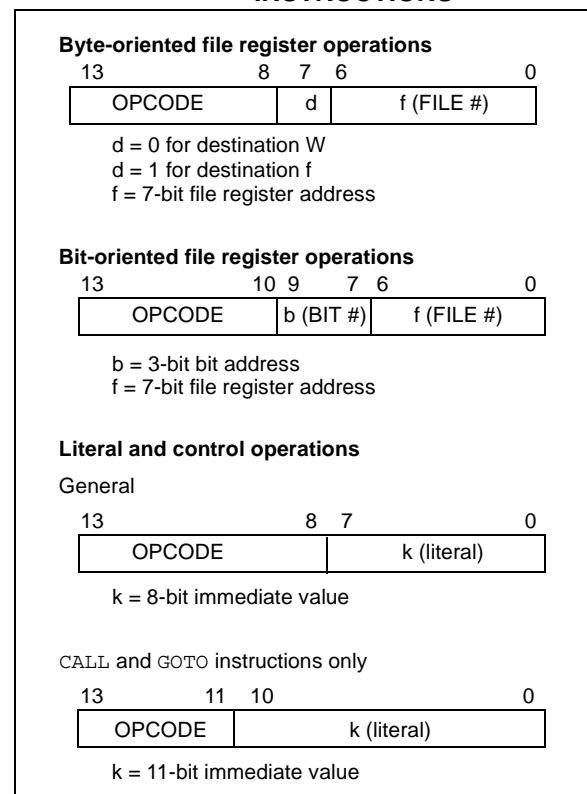 Byte-oriented file register operations
13 8 7 6 0
OPCODE d f (FILE #)
d = 0 for destination W
d = 1 for destination f
f = 7-bit file register address
Bit-oriented file register operations
13 10 9 7 6 0
OPCODE b (BIT #) f (FILE #)
b = 3-bit bit address
f = 7-bit file register address
Literal and control operations
General
13 8 7 0
OPCODE k (literal)
k = 8-bit immediate value
CALL and GOTO instructions only
13 11 10 0
OPCODE k (literal)
k = 11-bit immediate value